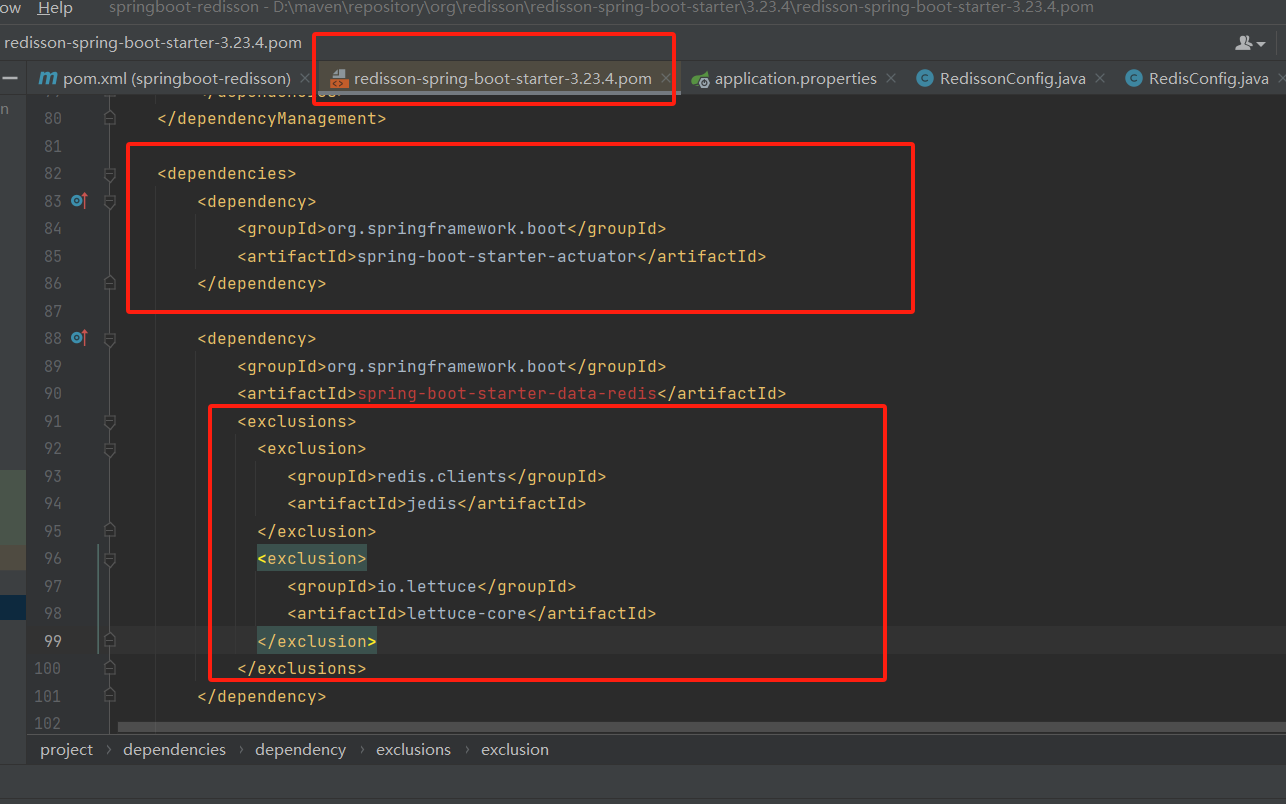 ow Help springboot-redisson - D:\maven\repository\org\redisson\redisson-spring-boot-starter\3.23.4\redisson-spring-boot-starter-3.23.4.pom
redisson-spring-boot-starter-3.23.4.pom
m pom.xml (springboot-redisson) × redisson-spring-boot-starter-3.23.4.pom × application.properties × C RedissonConfig.java × C RedisConfig.java ×
n
79 </dependencies>
80 </dependencyManagement>
81
82 <dependencies>
83 <dependency>
84 <groupId>org.springframework.boot</groupId>
85 <artifactId>spring-boot-starter-actuator</artifactId>
86 </dependency>
87
88 <dependency>
89 <groupId>org.springframework.boot</groupId>
90 <artifactId>spring-boot-starter-data-redis</artifactId>
91 <exclusions>
92 <exclusion>
93 <groupId>redis.clients</groupId>
94 <artifactId>jedis</artifactId>
95 </exclusion>
96 <exclusion>
97 <groupId>io.lettuce</groupId>
98 <artifactId>lettuce-core</artifactId>
99 </exclusion>
100 </exclusions>
101 </dependency>
102
project › dependencies › dependency › exclusions › exclusion